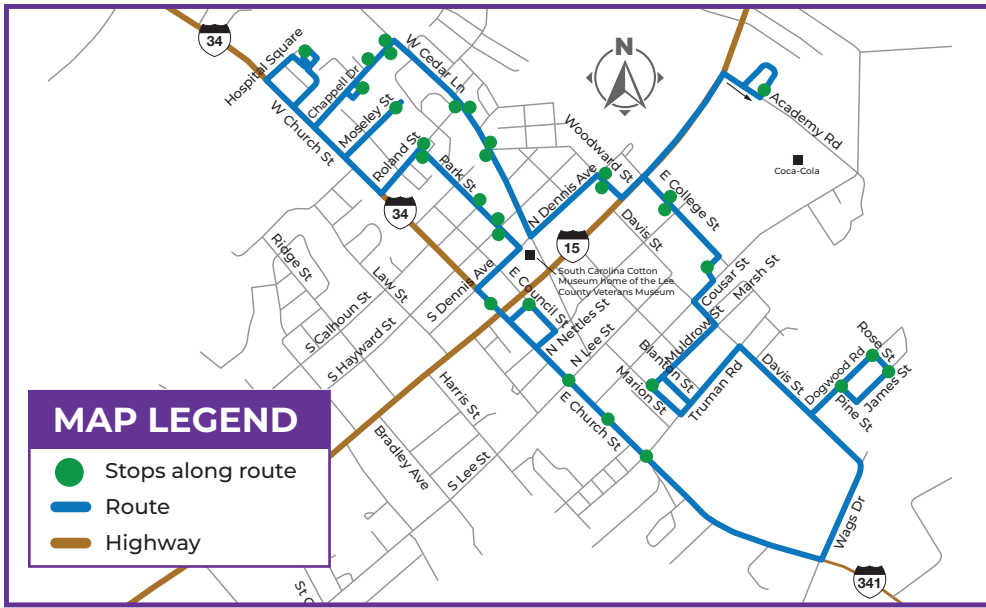 34
Hospital Square
Chappell Dr
W Cedar Ln
N
Moseley St
W Church St
Roland St
Park St
Woodward St
Academy Rd
Coca-Cola
N Dennis Ave
E College St
Davis St
34
15
South Carolina Cotton
Museum home of the Lee
County Veterans Museum
Ridge St
Law St
S Dennis Ave
E Council St
Cousar St
Marsh St
S Calhoun St
S Hayward St
N Nettles St
N Lee St
Muldrow St
Blanton St
Marion St
Truman Rd
Davis St
Dogwood Rd
Rose St
James St
Pine St
Harris St
E Church St
Bradley Ave
S Lee St
Wags Dr
341
MAP LEGEND
Stops along route
Route
Highway